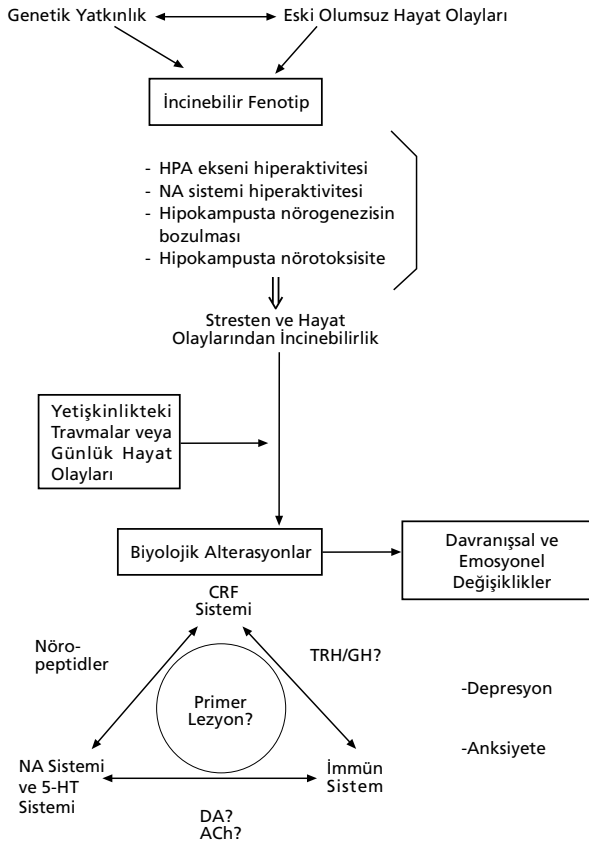 Genetik Yatkınlık
Eski Olumsuz Hayat Olayları
İncinebilir Fenotip
- HPA ekseni hiperaktivitesi
- NA sistemi hiperaktivitesi
- Hipokampusta nörogenezisin
bozulması
- Hipokampusta nörotoksisite
Stresten ve Hayat
Olaylarından İncinebilirlik
Yetişkinlikteki
Travmalar veya
Günlük Hayat
Olayları
Biyolojik Alterasyonlar
Davranışsal ve
Emosyonel
Değişiklikler
CRF
Sistemi
Nöro-
peptidler
TRH/GH?
Primer
Lezyon?
-Depresyon
-Anksiyete
NA Sistemi
ve 5-HT
Sistemi
İmmün
Sistem
DA?
ACh?